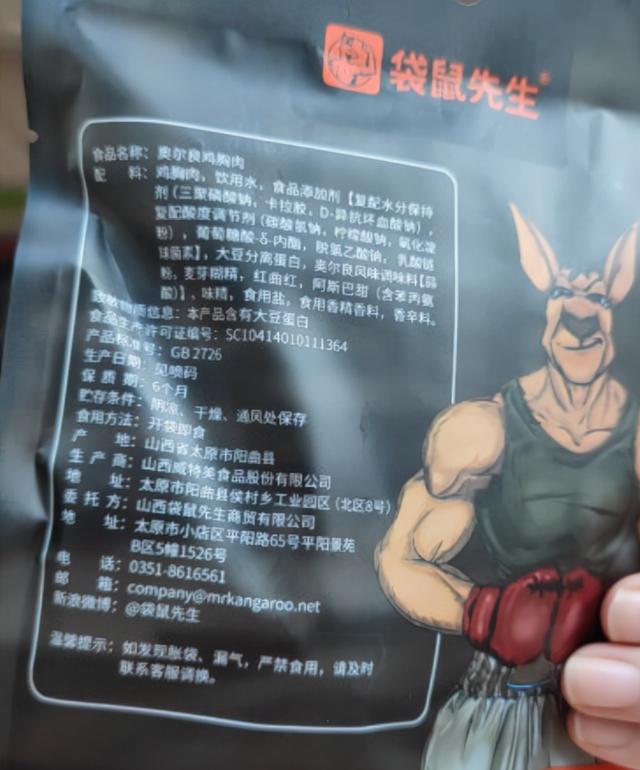 袋鼠先生®
食品名称：奥尔良鸡胸肉
配 料：鸡胸肉，饮用水，食品添加剂【复配水分保持
剂（三聚磷酸钠，卡拉胶，D-异抗坏血酸钠），
复配酸度调节剂（碳酸氢钠，柠檬酸钠，氧化淀
粉），葡萄糖酸-δ-内酯，脱氢乙酸钠，乳酸链
球菌素】，大豆分离蛋白，奥尔良风味调味料【蒜
粉，麦芽糊精，红曲红，阿斯巴甜（含苯丙氨
酸）】，味精，食用盐，食用香精香料，香辛料。
致敏物质信息：本产品含有大豆蛋白
食品生产许可证编号：SC10414010111364
产品标准号：GB 2726
生产日期：见喷码
保 质 期：6个月
贮存条件：阴凉、干燥、通风处保存
食用方法：开袋即食
产 地：山西省太原市阳曲县
生 产 商：山西威特美食品股份有限公司
地 址：太原市阳曲县侯村乡工业园区（北区8号）
委 托 方：山西袋鼠先生商贸有限公司
地 址：太原市小店区平阳路65号平阳景苑
B区5幢1526号
电 话：0351-8616561
邮 箱：company@mrkangaroo.net
新浪微博：@袋鼠先生
温馨提示：如发现胀袋、漏气，严禁食用，请及时
联系客服调换。